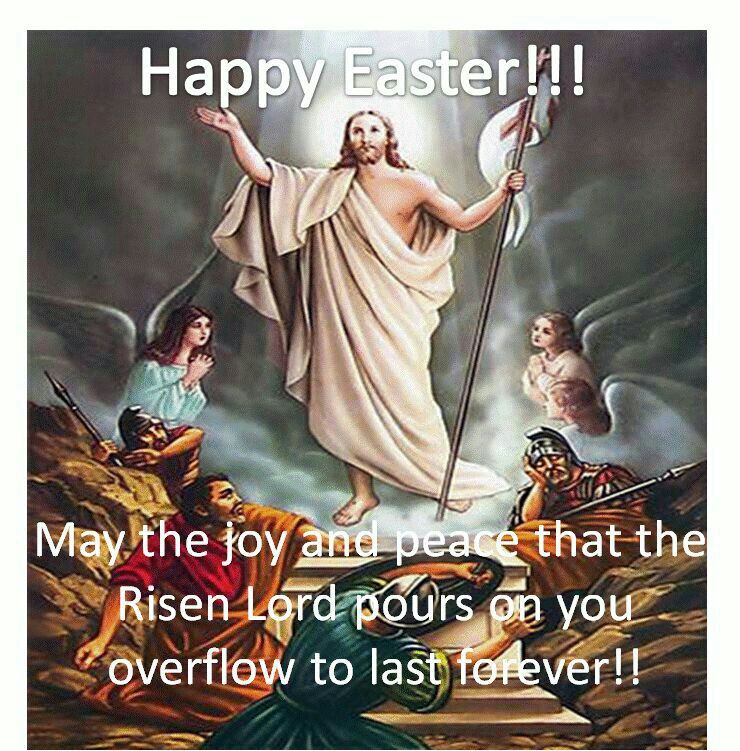 Happy Easter!!!
May the joy and peace that the
Risen Lord pours on you
overflow to last forever!!